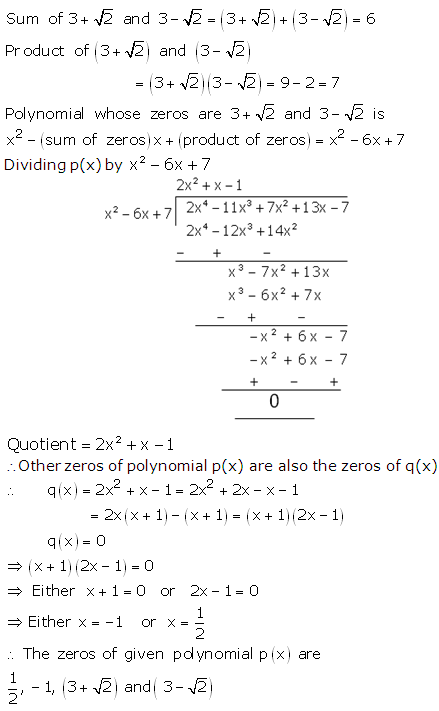 Sum of 3+ √2 and 3−√2 = (3+√2)+(3−√2) = 6
Product of (3+√2) and (3−√2)
= (3+√2)(3−√2) = 9−2 = 7
Polynomial whose zeros are 3+√2 and 3−√2 is
x² − (sum of zeros)x + (product of zeros) = x² − 6x + 7
Dividing p(x) by x² − 6x + 7
2x² + x − 1
x² − 6x + 7 2x⁴ − 11x³ + 7x² + 13x − 7
2x⁴ − 12x³ + 14x²
− + −
x³ − 7x² + 13x
x³ − 6x² + 7x
− + −
−x² + 6x − 7
−x² + 6x − 7
+ − +
0
Quotient = 2x² + x − 1
∴Other zeros of polynomial p(x) are also the zeros of q(x)
∴ q(x) = 2x² + x − 1 = 2x² + 2x − x − 1
= 2x(x + 1) − (x + 1) = (x + 1)(2x − 1)
q(x) = 0
⇒ (x + 1)(2x − 1) = 0
⇒ Either x + 1 = 0 or 2x − 1 = 0
⇒ Either x = −1 or x = 1/2
∴ The zeros of given polynomial p(x) are
1/2, − 1, (3+ √2) and( 3−√2)